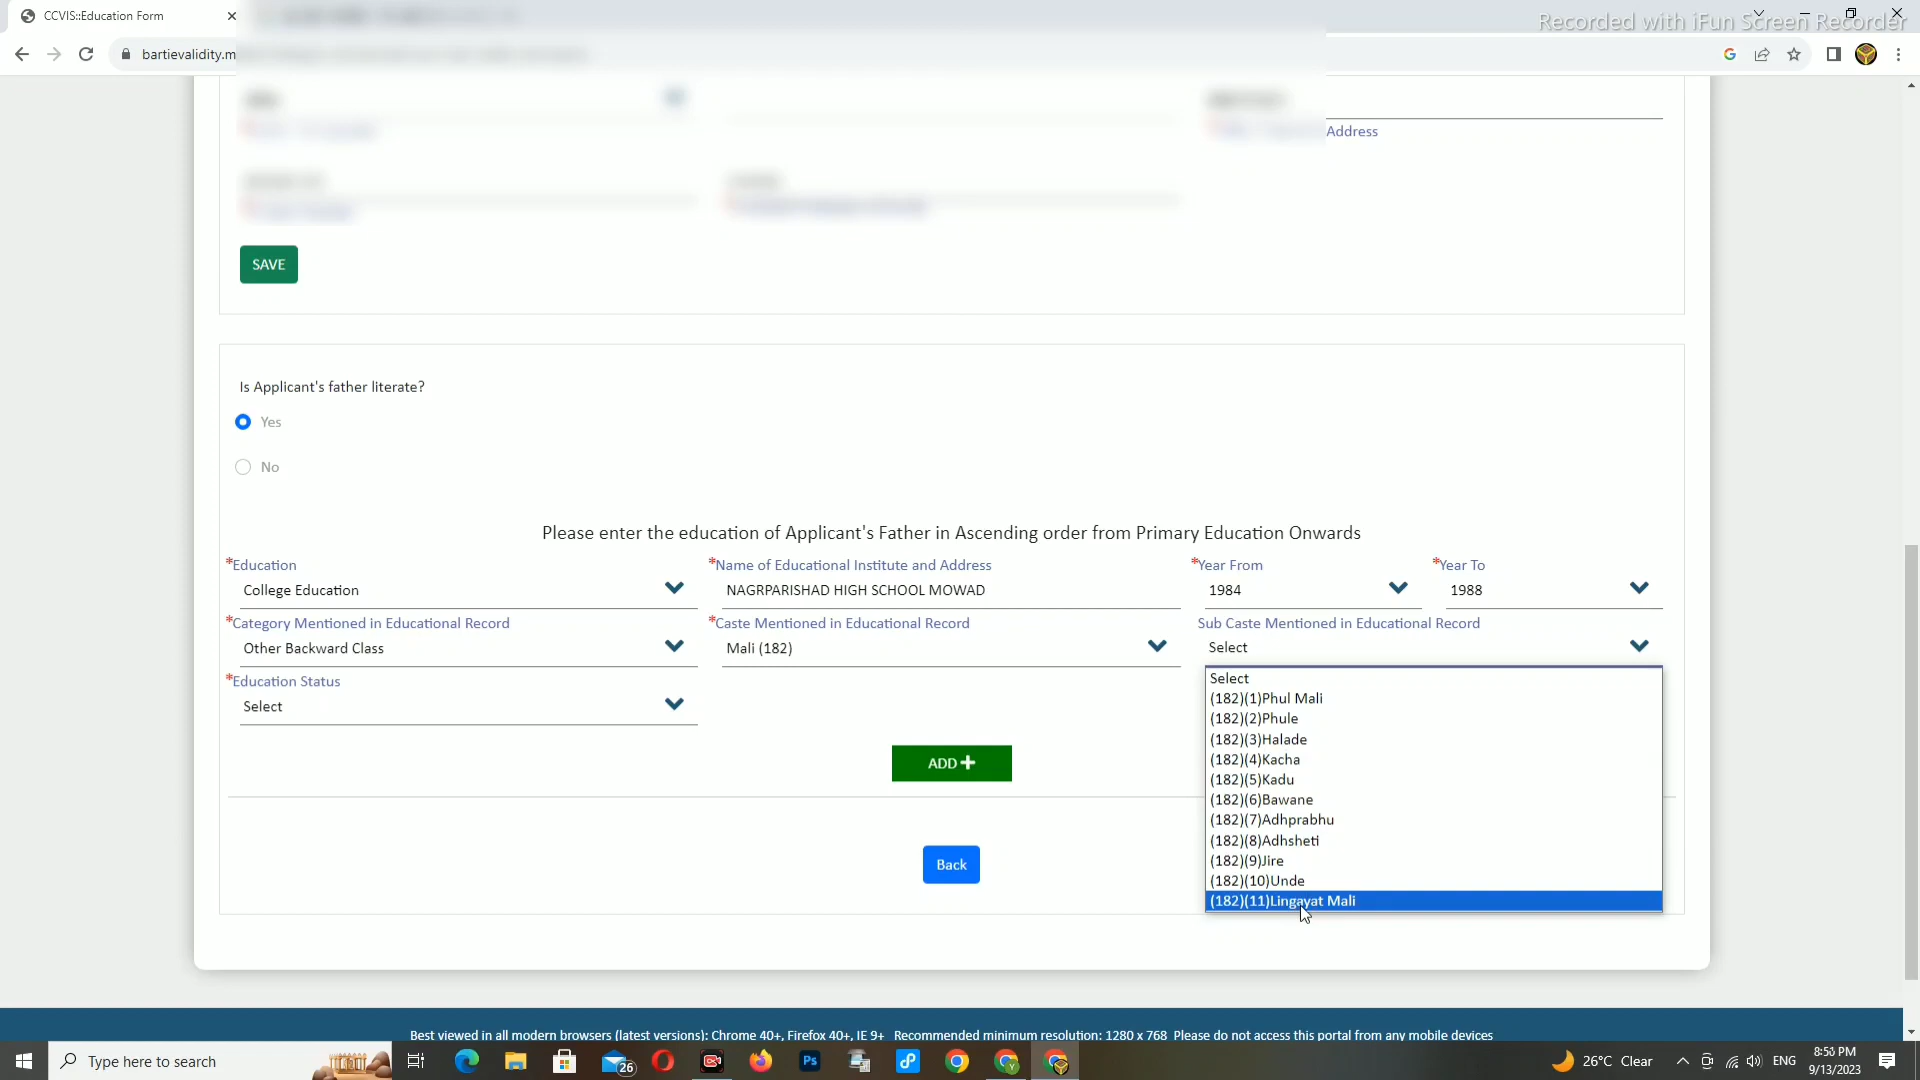 CCVIS::Education Form
Recorded with iFun Screen Recorder
bartievalidity.m
Address
SAVE
Is Applicant's father literate?
Yes
No
Please enter the education of Applicant's Father in Ascending order from Primary Education Onwards
*Education *Name of Educational Institute and Address *Year From *Year To
College Education NAGRPARISHAD HIGH SCHOOL MOWAD 1984 1988
*Category Mentioned in Educational Record *Caste Mentioned in Educational Record Sub Caste Mentioned in Educational Record
Other Backward Class Mali (182) Select
*Education Status
Select
Select
(182)(1)Phul Mali
(182)(2)Phule
(182)(3)Halade
(182)(4)Kacha
(182)(5)Kadu
(182)(6)Bawane
(182)(7)Adhprabhu
(182)(8)Adhsheti
(182)(9)Jire
(182)(10)Unde
(182)(11)Lingayat Mali
ADD+
Back
Best viewed in all modern browsers (latest versions): Chrome 40+, Firefox 40+, IE 9+ Recommended minimum resolution: 1280 x 768 Please do not access this portal from any mobile devices
Type here to search
26
26°C Clear
ENG
8:50 PM
9/13/2023